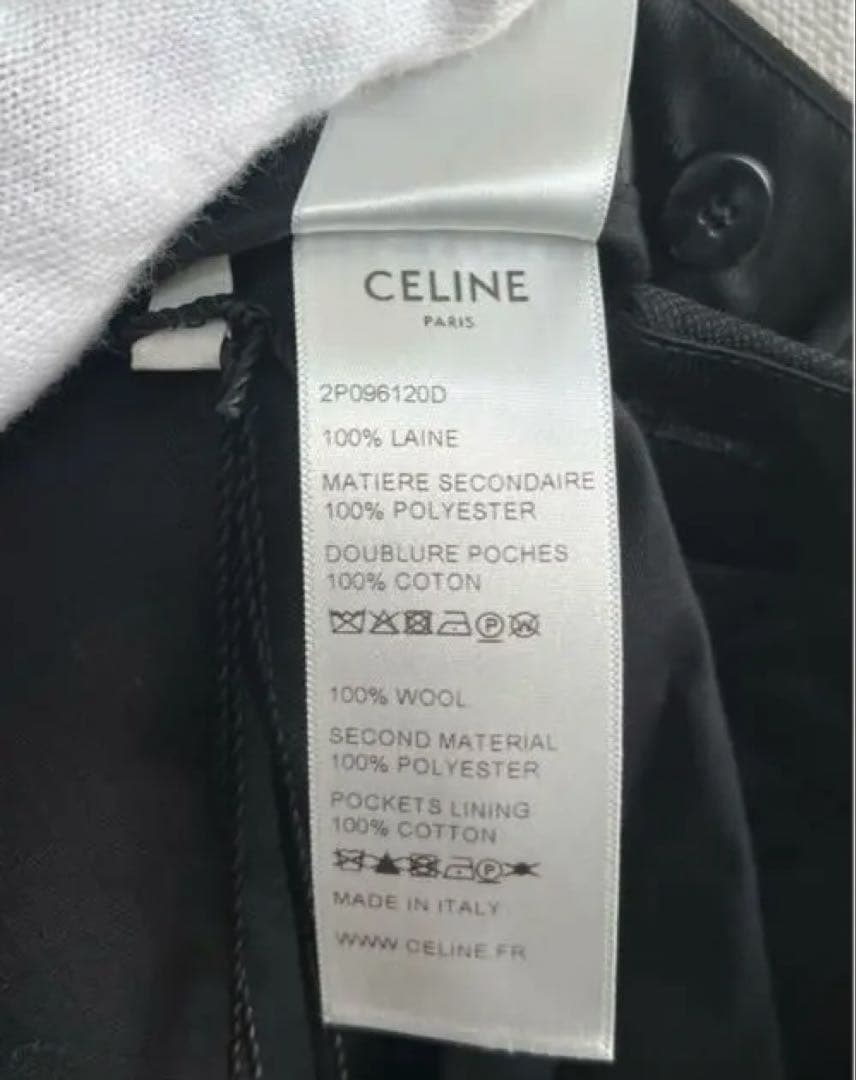 CELINE
PARIS
2P096120D
100% LAINE
MATIERE SECONDAIRE
100% POLYESTER
DOUBLURE POCHES
100% COTON
P W
100% WOOL
SECOND MATERIAL
100% POLYESTER
POCKETS LINING
100% COTTON
P
MADE IN ITALY
WWW.CELINE.FR